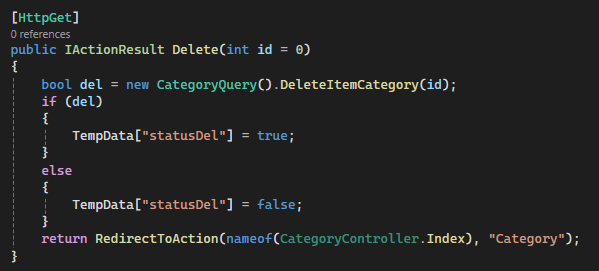 [HttpGet]
0 references
public IActionResult Delete(int id = 0)
{
bool del = new CategoryQuery().DeleteItemCategory(id);
if (del)
{
TempData["statusDel"] = true;
}
else
{
TempData["statusDel"] = false;
}
return RedirectToAction(nameof(CategoryController.Index), "Category");
}